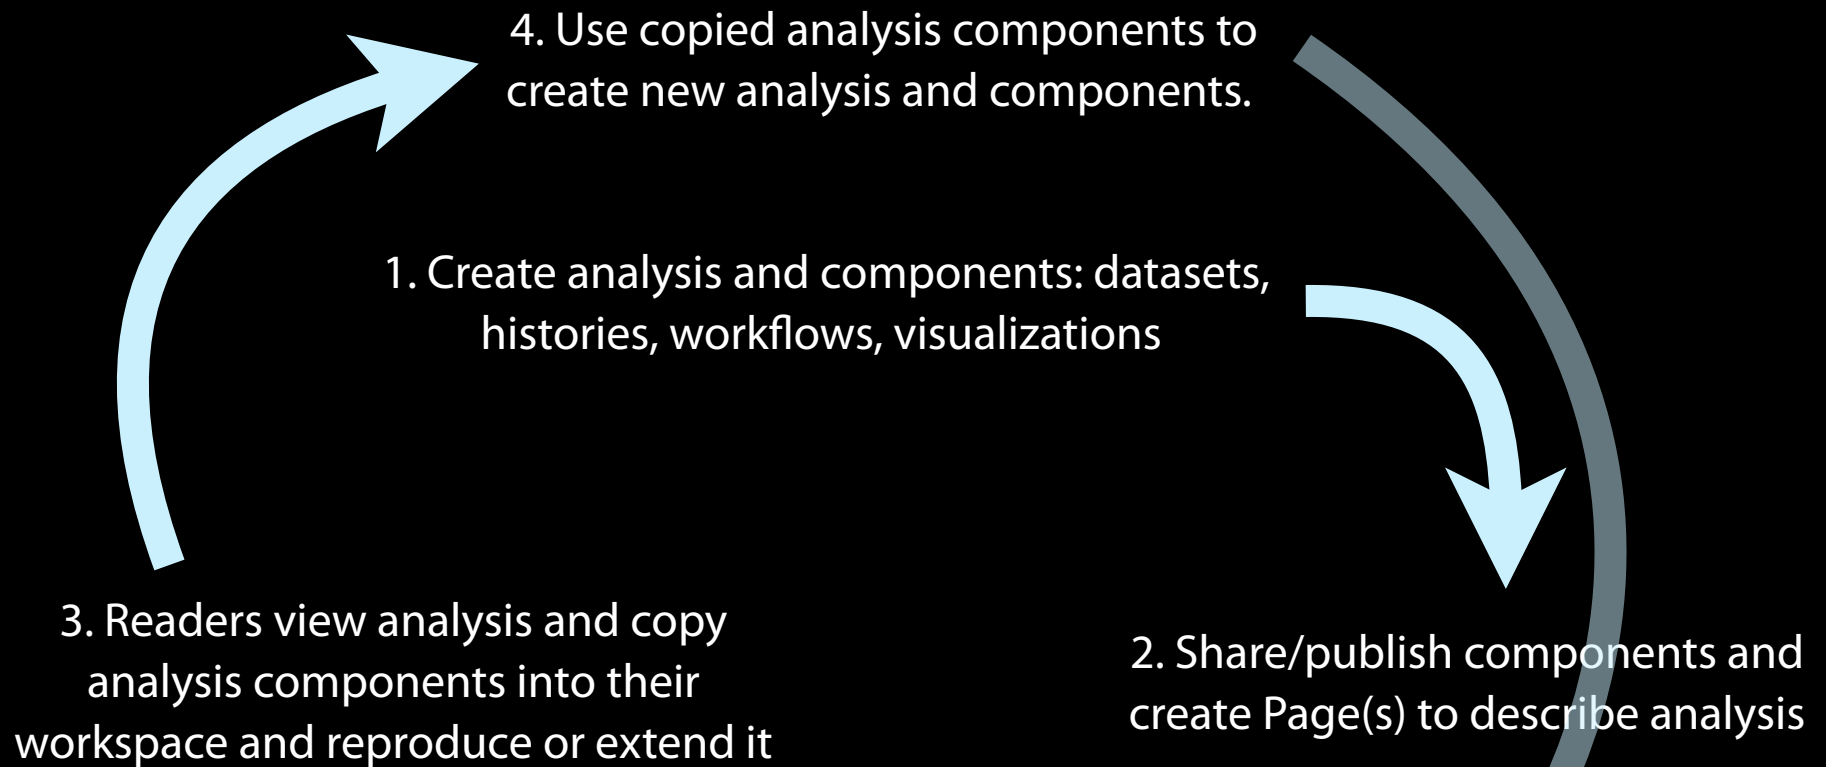 4. Use copied analysis components to
create new analysis and components.
1. Create analysis and components: datasets,
histories, workflows, visualizations
3. Readers view analysis and copy
analysis components into their
workspace and reproduce or extend it
2. Share/publish components and
create Page(s) to describe analysis